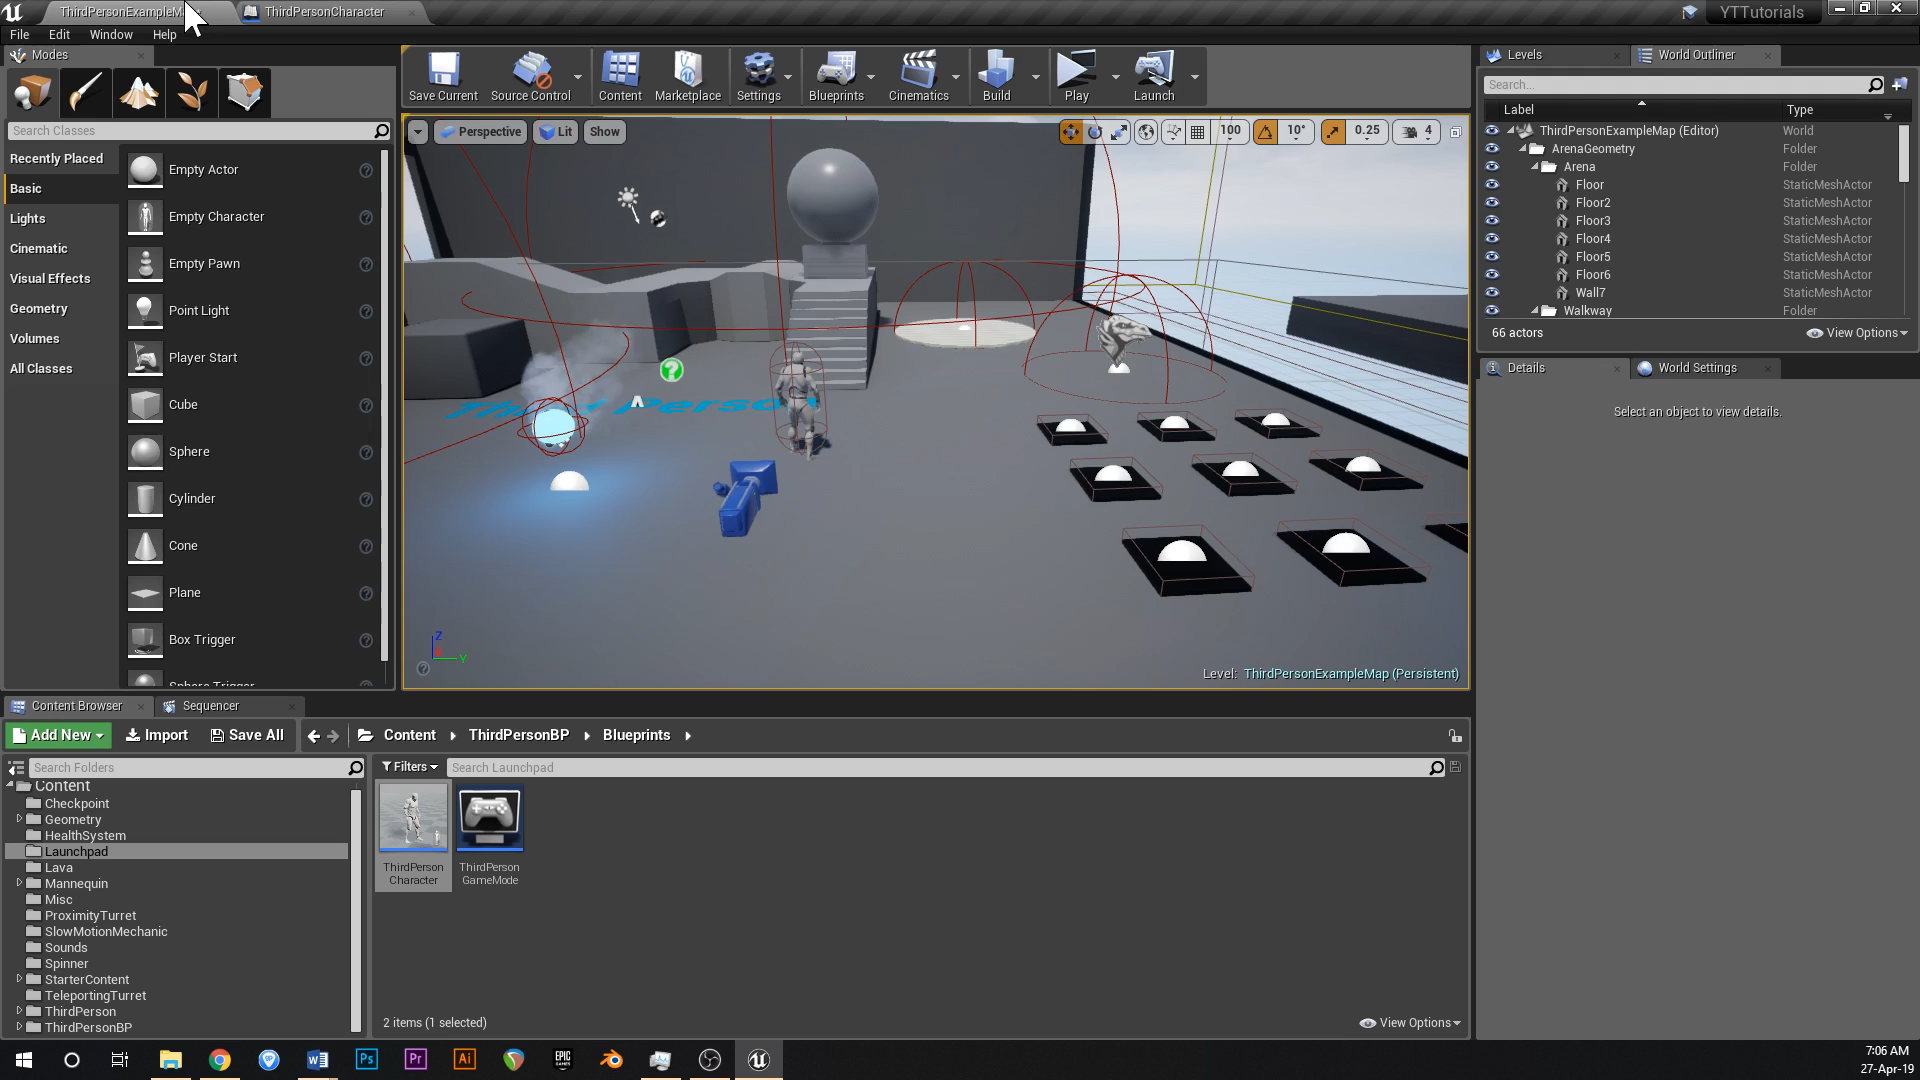 ThirdPersonExampleM
ThirdPersonCharacter
YTTutorials
File
Edit
Window
Help
Modes
Save Current
Source Control
Content
Marketplace
Settings
Blueprints
Cinematics
Build
Play
Launch
Levels
World Outliner
Search...
Label
Type
ThirdPersonExampleMap (Editor)
World
ArenaGeometry
Folder
Arena
Folder
Floor
StaticMeshActor
Floor2
StaticMeshActor
Floor3
StaticMeshActor
Floor4
StaticMeshActor
Floor5
StaticMeshActor
Floor6
StaticMeshActor
Wall7
StaticMeshActor
Walkway
Folder
66 actors
View Options
Details
World Settings
Select an object to view details.
Search Classes
Recently Placed
Basic
Lights
Cinematic
Visual Effects
Geometry
Volumes
All Classes
Empty Actor
Empty Character
Empty Pawn
Point Light
Player Start
Cube
Sphere
Cylinder
Cone
Plane
Box Trigger
Sphere Trigger
Perspective
Lit
Show
100
10°
0.25
4
Third Perso
Z
Y
Level: ThirdPersonExampleMap (Persistent)
Content Browser
Sequencer
Add New
Import
Save All
Content
ThirdPersonBP
Blueprints
Search Folders
Filters
Search Launchpad
Content
Checkpoint
Geometry
HealthSystem
Launchpad
Lava
Mannequin
Misc
ProximityTurret
SlowMotionMechanic
Sounds
Spinner
StarterContent
TeleportingTurret
ThirdPerson
ThirdPersonBP
ThirdPerson
Character
ThirdPerson
GameMode
2 items (1 selected)
View Options
Ps
Pr
Ai
EPIC
GAMES
7:06 AM
27-Apr-19